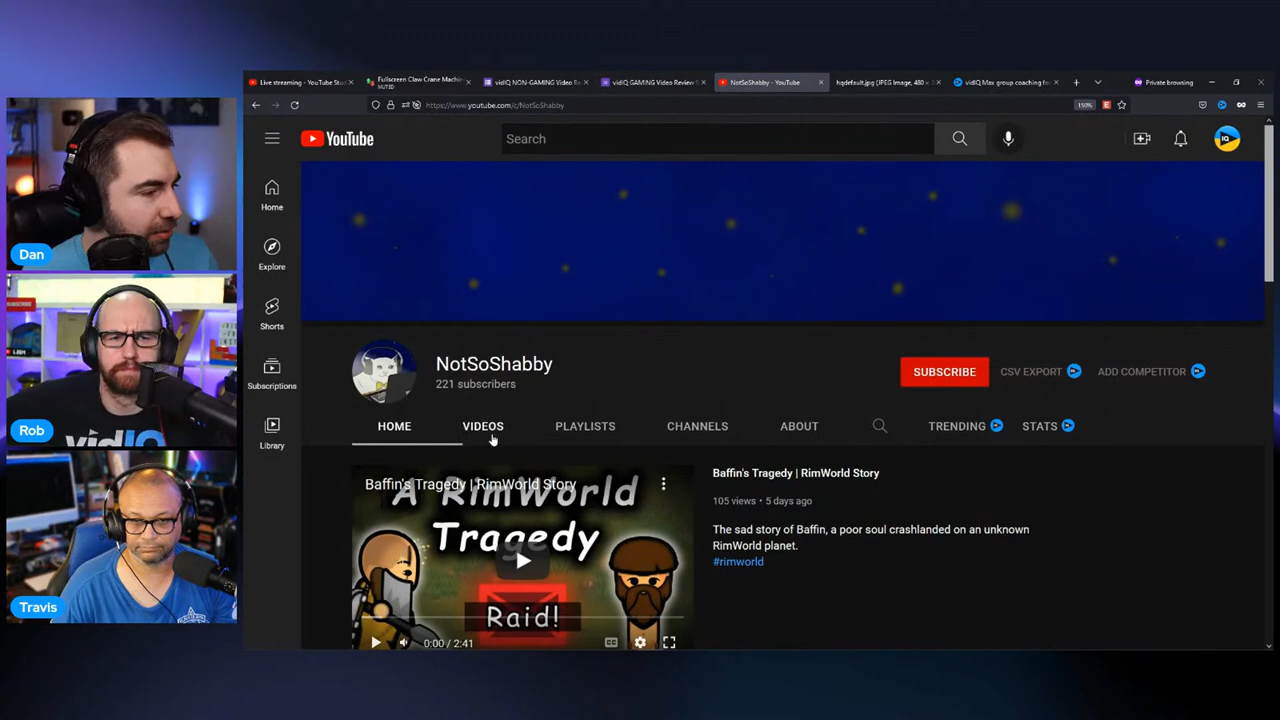 Live streaming - YouTube Stu
Fullscreen Claw Crane Machin
MUTED
vidIQ NON-GAMING Video Re
vidIQ GAMING Video Review S
NotSoShabby - YouTube
hqdefault.jpg (JPEG Image, 480 ×
vidIQ Max group coaching fo
Private browsing
https://www.youtube.com/c/NotSoShabby
150%
YouTube
Search
IQ
Home
Explore
Shorts
Subscriptions
Library
NotSoShabby
221 subscribers
SUBSCRIBE
CSV EXPORT
ADD COMPETITOR
HOME
VIDEOS
PLAYLISTS
CHANNELS
ABOUT
TRENDING
STATS
Baffin's Tragedy | RimWorld Story
A RimWorld
Tragedy
Raid!
0:00 / 2:41
CC
Baffin's Tragedy | RimWorld Story
105 views • 5 days ago
The sad story of Baffin, a poor soul crashlanded on an unknown
RimWorld planet.
#rimworld
Dan
Rob
vidIQ
Travis